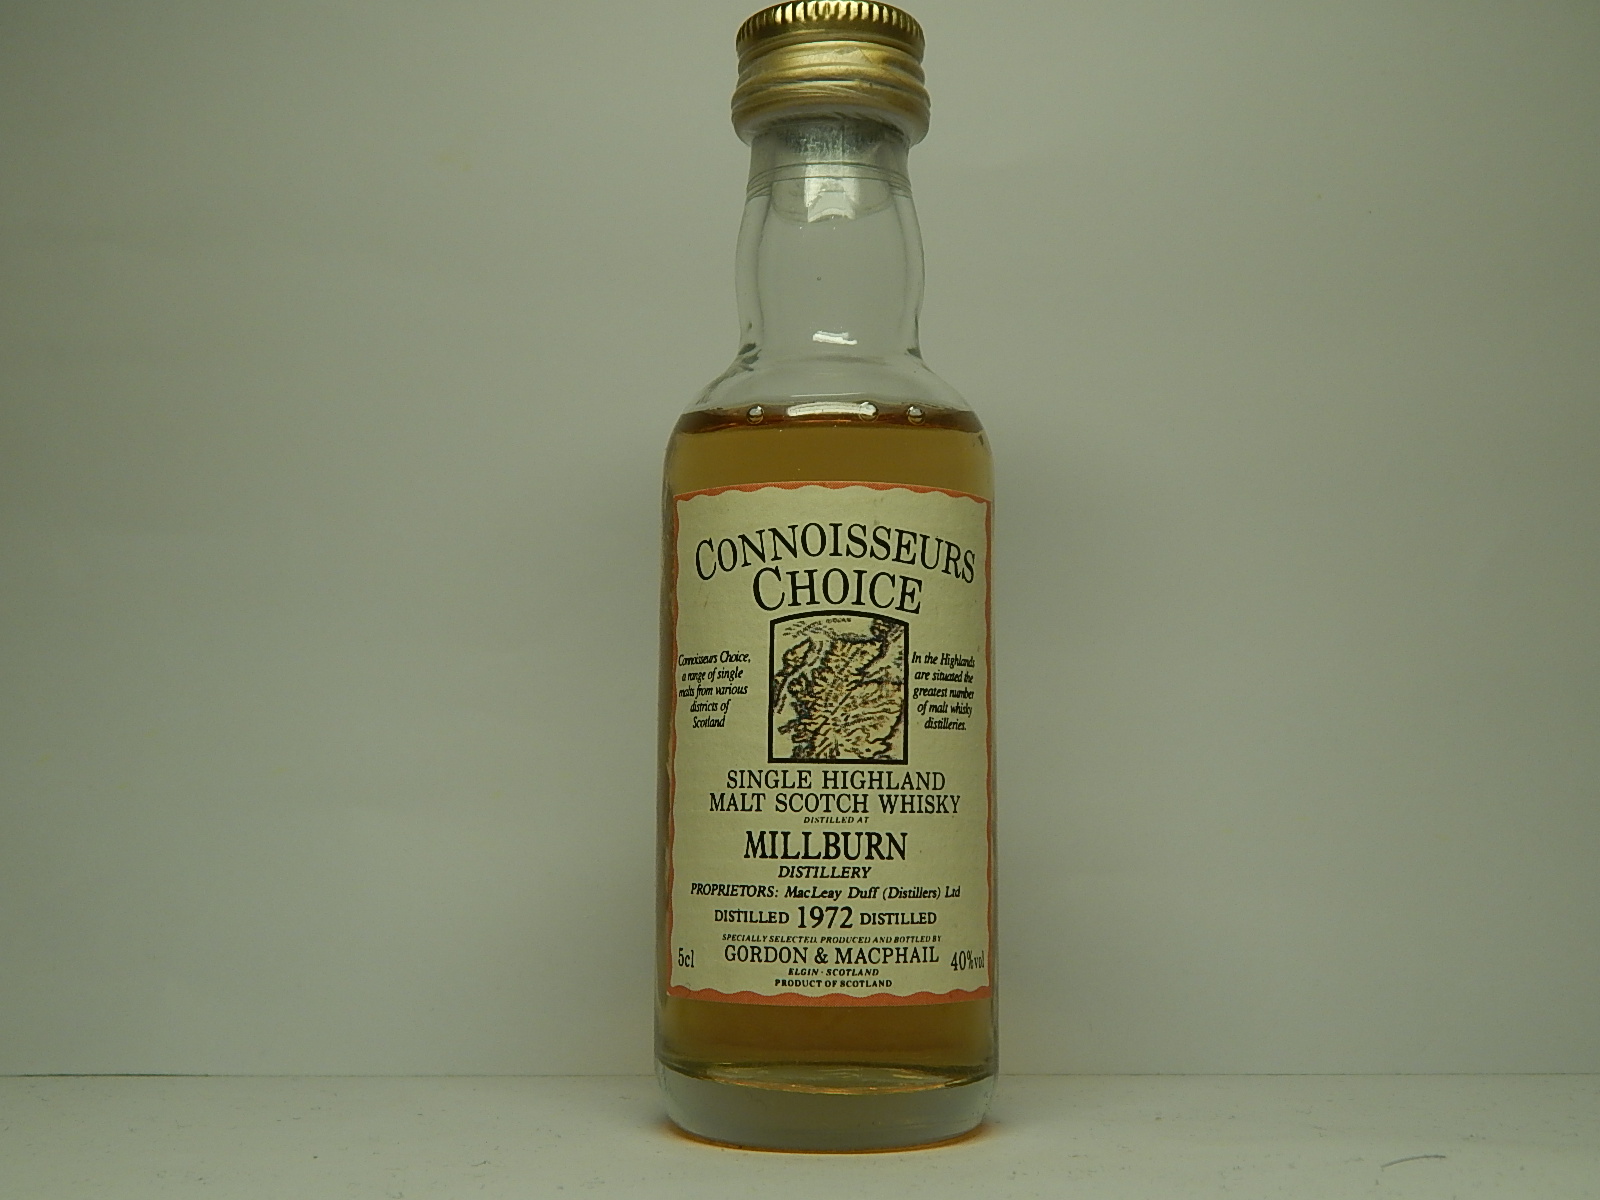 CONNOISSEURS
CHOICE
Connoisseurs Choice,
a range of single
malts from various
districts of
Scotland
In the Highlands
are situated the
greatest number
of malt whisky
distilleries.
SINGLE HIGHLAND
MALT SCOTCH WHISKY
DISTILLED AT
MILLBURN
DISTILLERY
PROPRIETORS: MacLeay Duff (Distillers) Ltd
DISTILLED 1972 DISTILLED
SPECIALLY SELECTED, PRODUCED AND BOTTLED BY
5cl GORDON & MACPHAIL 40%vol
ELGIN · SCOTLAND
PRODUCT OF SCOTLAND